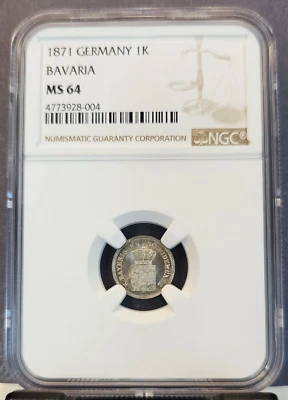 1871 GERMANY 1K
BAVARIA
MS 64
4773928-004
NUMISMATIC GUARANTY CORPORATION
NGC®